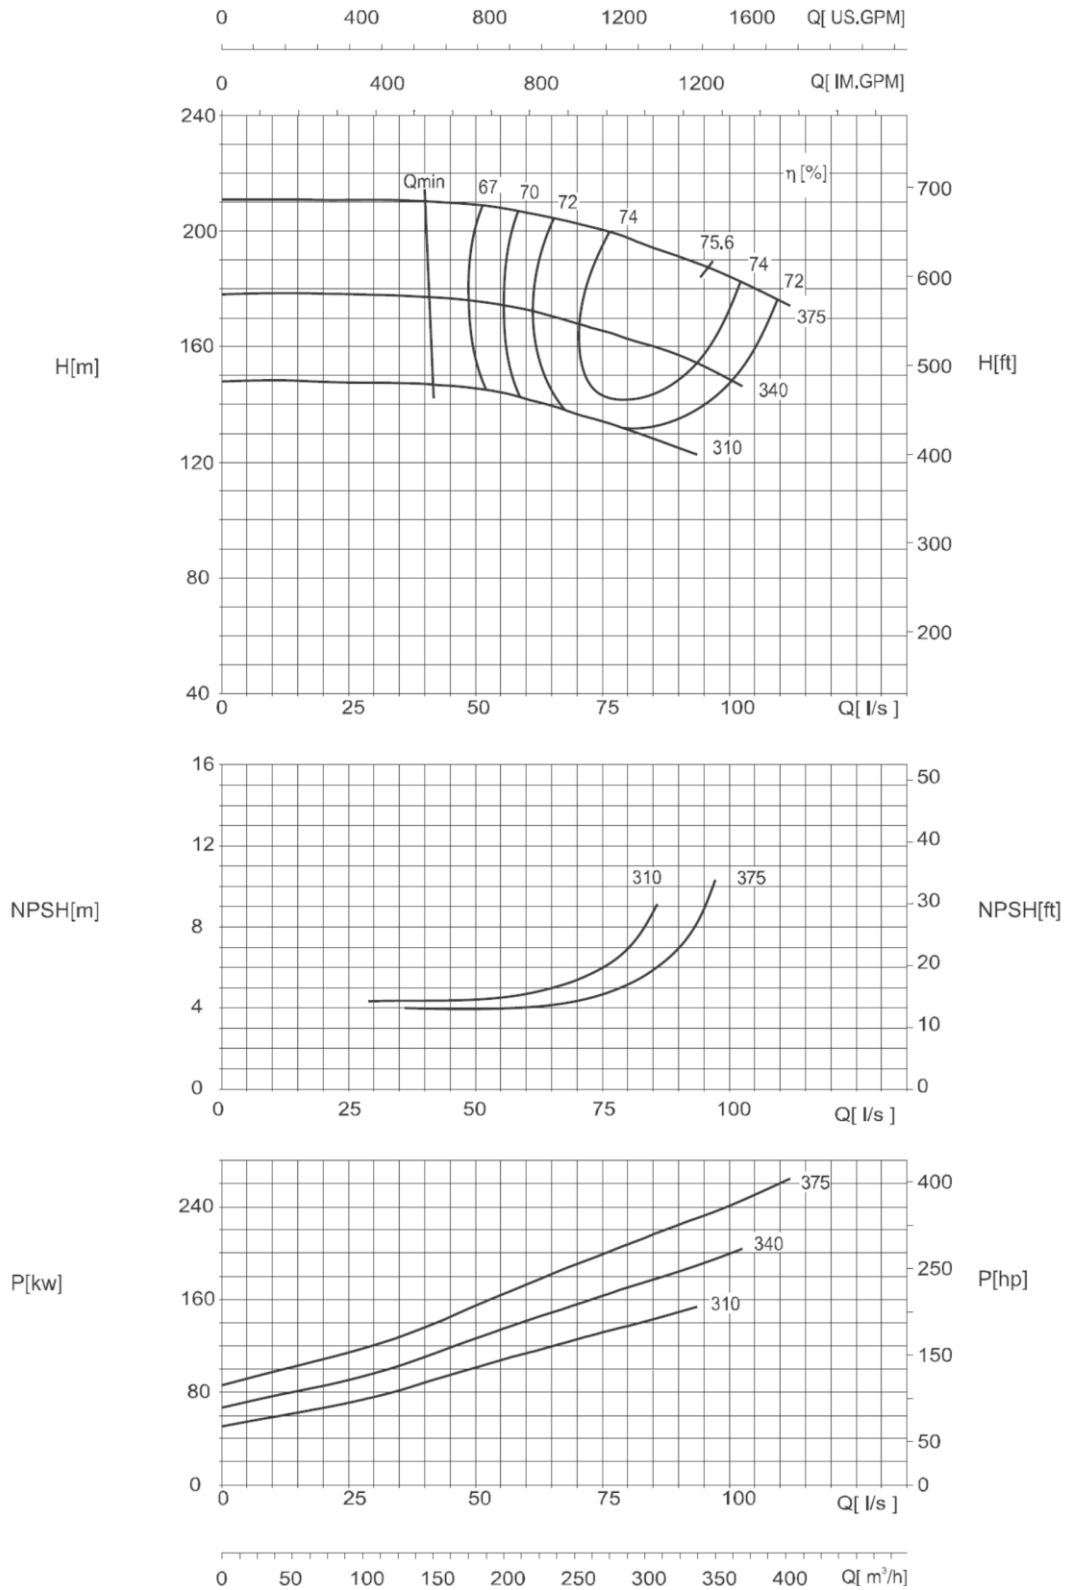 0 400 800 1200 1600 Q[ US.GPM]
0 400 800 1200 Q[ IM.GPM]
240
η [%]
Qmin 67 70 72 74 700
200
75.6
74
72
600
375
160
H[m] 500 H[ft]
340
310
120 400
300
80
200
40
0 25 50 75 100 Q[ l/s ]
16 50
12 40
310 375
30
NPSH[m] 8 NPSH[ft]
20
4
10
0 0
0 25 50 75 100 Q[ l/s ]
375 400
240
340
250
P[kw] P[hp]
160 310
150
80
50
0 0
0 25 50 75 100 Q[ l/s ]
0 50 100 150 200 250 300 350 400 Q[ m³/h]